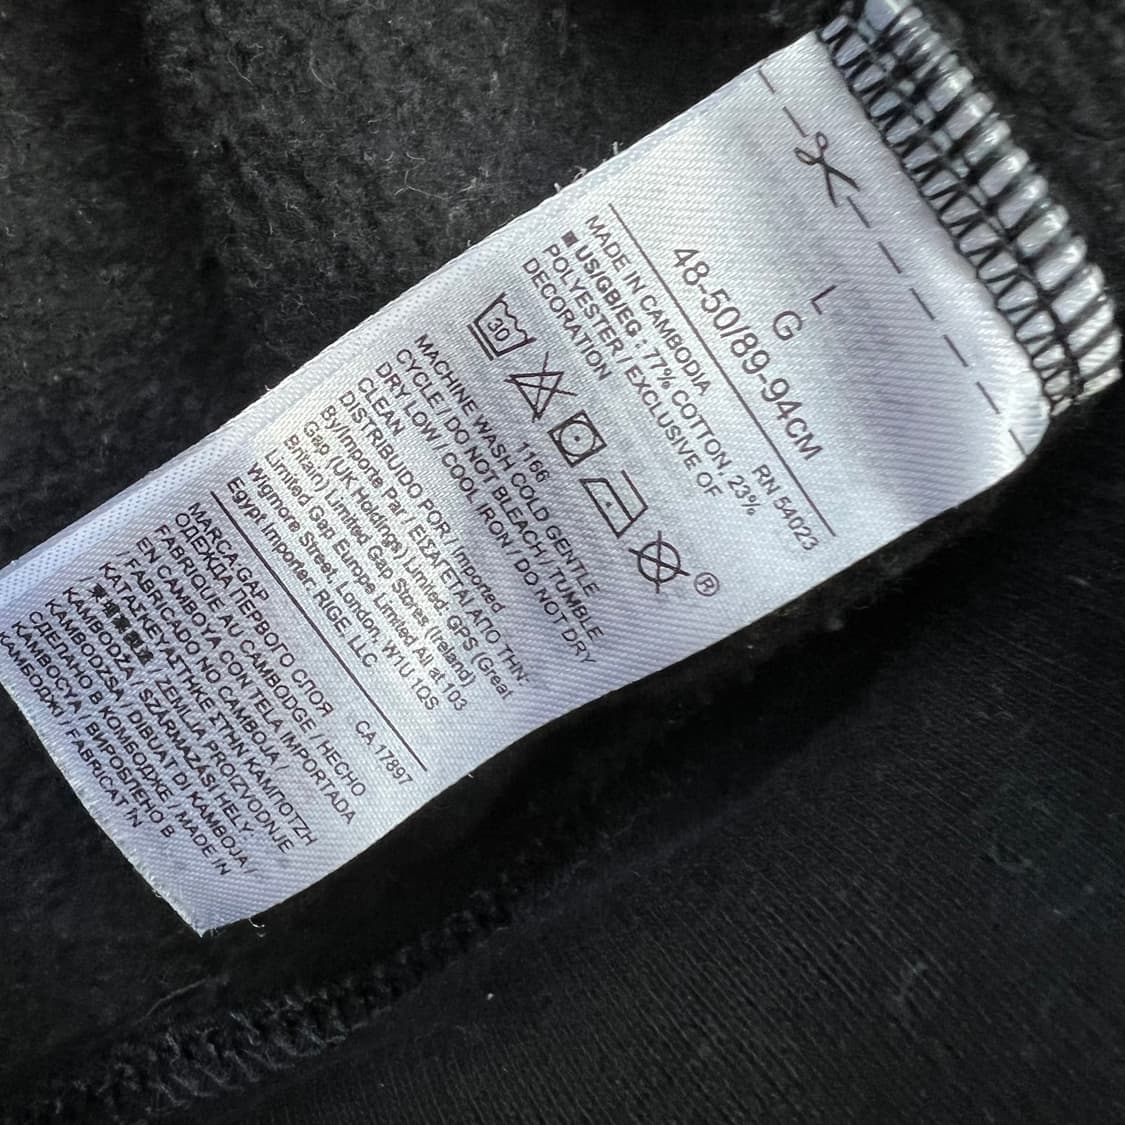 L
G
48-50/89-94CM
RN 54023
MADE IN CAMBODIA
US/GB/EG : 77% COTTON, 23%
POLYESTER / EXCLUSIVE OF
DECORATION
30
®
1166
MACHINE WASH COLD GENTLE
CYCLE / DO NOT BLEACH / TUMBLE
DRY LOW / COOL IRON / DO NOT DRY
CLEAN
DISTRIBUIDO POR / Imported
By/Importe Par / ΕΙΣΑΓΕΤΑΙ ΑΠΟ ΤΗΝ:
Gap (UK Holdings) Limited, GPS (Great
Britain) Limited Gap Stores (Ireland)
Limited Gap Europe Limited All at 103
Wigmore Street, London, W1U 1QS
Egypt Importer: RIGE, LLC
CA 17897
MARCA.GAP
ОДЕЖДА ПЕРВОГО СЛОЯ
FABRIQUE AU CAMBODGE / HECHO
EN CAMBOYA CON TELA IMPORTADA
/ FABRICADO NO CAMBOJA /
ΚΑΤΑΣΚΕΥΑΣΤΗΚΕ ΣΤΗΝ ΚΑΜΠΟΤΖΗ
/ ZEMLJA PROIZVODNJE
KAMBODŽA / SZÁRMAZÁSI HELY
KAMBODZSA / DIBUAT DI KAMBOJA /
СДЕЛАНО В КОМБОДЖЕ / MADE IN
KAMBOCYA / ВИРОБЛЕНО В
КАМБОДЖІ / FABRICAT ÎN